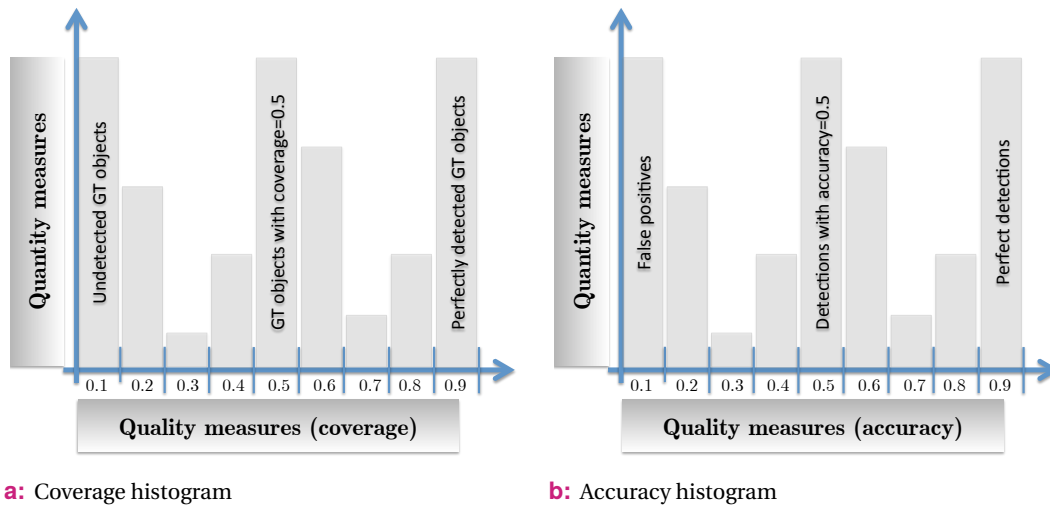 Quantity measures
Undetected GT objects
GT objects with coverage=0.5
Perfectly detected GT objects
0.1 0.2 0.3 0.4 0.5 0.6 0.7 0.8 0.9
Quality measures (coverage)
a: Coverage histogram
Quantity measures
False positives
Detections with accuracy=0.5
Perfect detections
0.1 0.2 0.3 0.4 0.5 0.6 0.7 0.8 0.9
Quality measures (accuracy)
b: Accuracy histogram